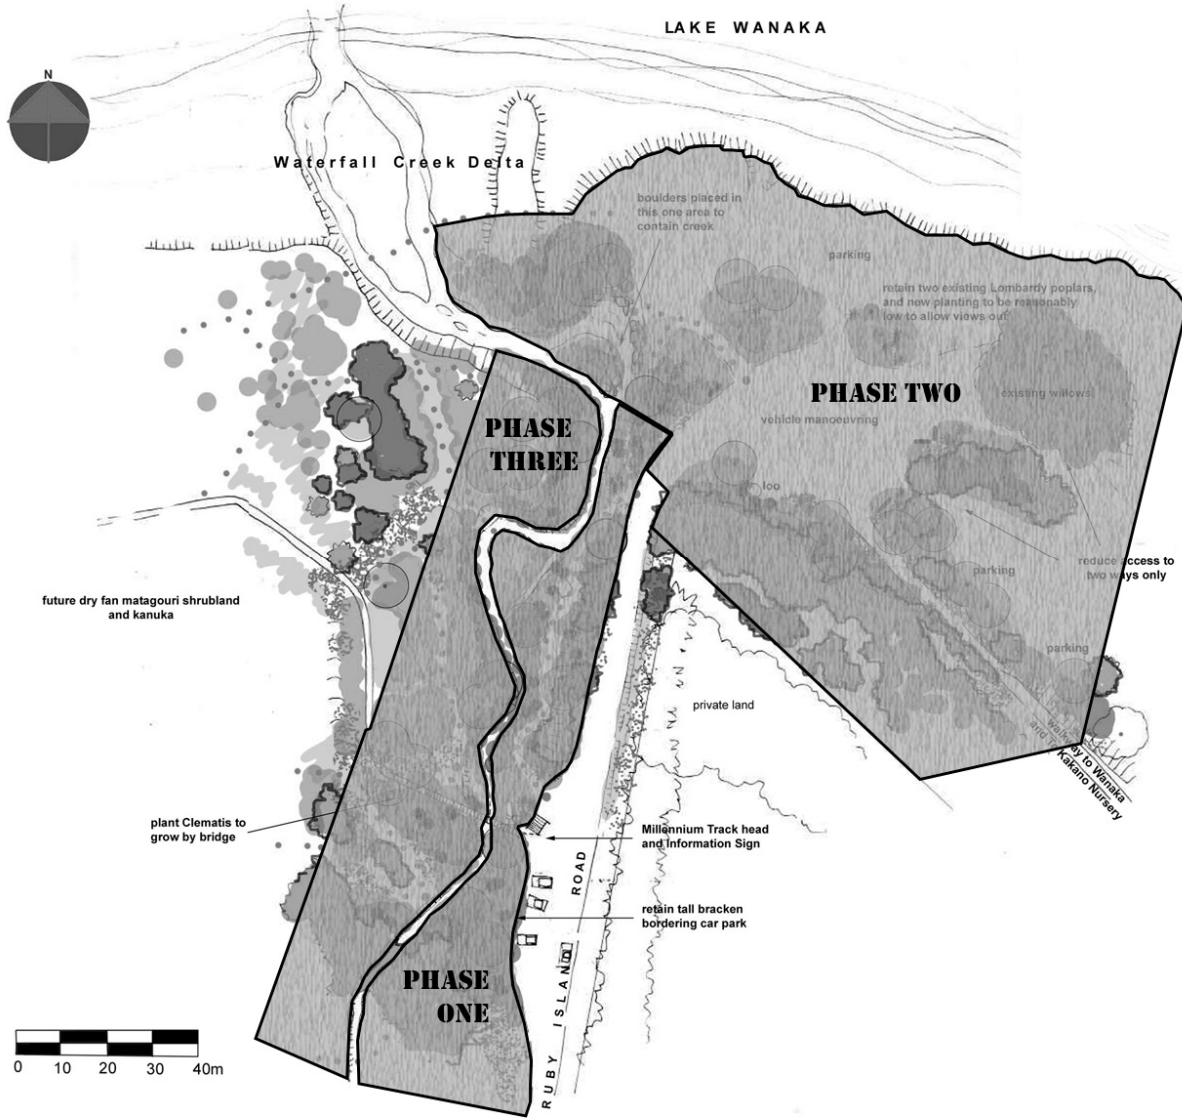 LAKE WANAKA
N
Waterfall Creek Delta
boulders placed in
this one area to
contain creek
parking
retain two existing Lombardy poplars,
and new planting to be reasonably
low to allow views out
PHASE TWO
existing willows
vehicle manoeuvring
PHASE
THREE
loo
reduce access to
two ways only
parking
future dry fan matagouri shrubland
and kanuka
parking
private land
walkway to Wanaka
and Te Kakano Nursery
plant Clematis to
grow by bridge
Millennium Track head
and Information Sign
retain tall bracken
bordering car park
RUBY ISLAND ROAD
PHASE
ONE
0 10 20 30 40m